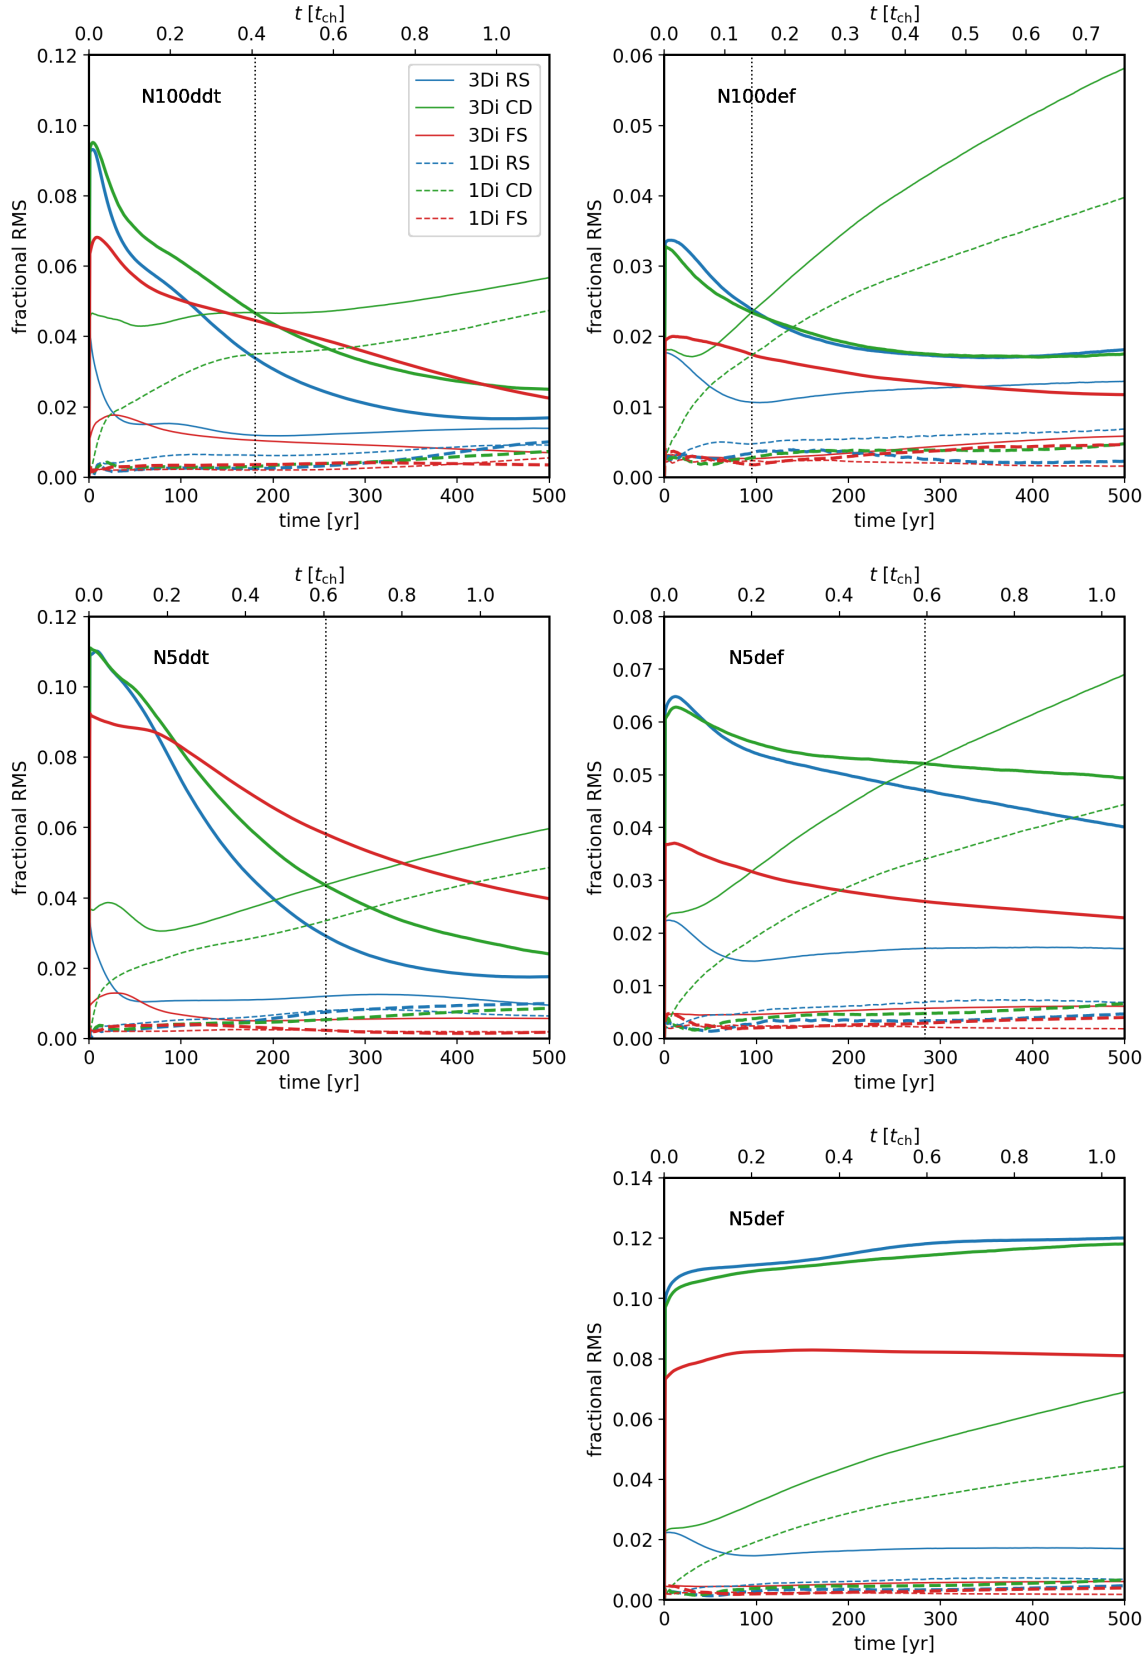 t [tch]
0.0 0.2 0.4 0.6 0.8 1.0
0.12
0.10
0.08
0.06
0.04
0.02
0.00
fractional RMS
N100ddt
3Di RS
3Di CD
3Di FS
1Di RS
1Di CD
1Di FS
0 100 200 300 400 500
time [yr]
t [tch]
0.0 0.1 0.2 0.3 0.4 0.5 0.6 0.7
0.06
0.05
0.04
0.03
0.02
0.01
0.00
fractional RMS
N100def
0 100 200 300 400 500
time [yr]
t [tch]
0.0 0.2 0.4 0.6 0.8 1.0
0.12
0.10
0.08
0.06
0.04
0.02
0.00
fractional RMS
N5ddt
0 100 200 300 400 500
time [yr]
t [tch]
0.0 0.2 0.4 0.6 0.8 1.0
0.08
0.07
0.06
0.05
0.04
0.03
0.02
0.01
0.00
fractional RMS
N5def
0 100 200 300 400 500
time [yr]
t [tch]
0.0 0.2 0.4 0.6 0.8 1.0
0.14
0.12
0.10
0.08
0.06
0.04
0.02
0.00
fractional RMS
N5def
0 100 200 300 400 500
time [yr]